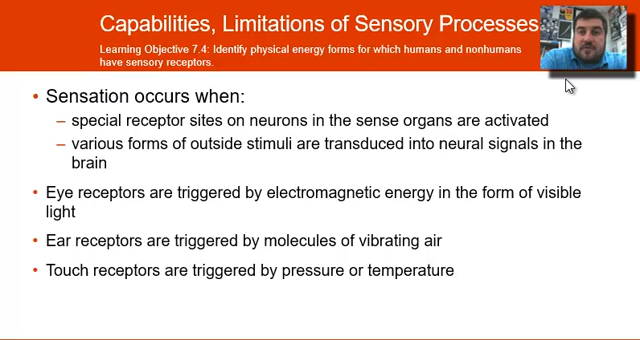 Capabilities, Limitations of Sensory Processes
Learning Objective 7.4: Identify physical energy forms for which humans and nonhumans
have sensory receptors.
• Sensation occurs when:
– special receptor sites on neurons in the sense organs are activated
– various forms of outside stimuli are transduced into neural signals in the
brain
• Eye receptors are triggered by electromagnetic energy in the form of visible
light
• Ear receptors are triggered by molecules of vibrating air
• Touch receptors are triggered by pressure or temperature